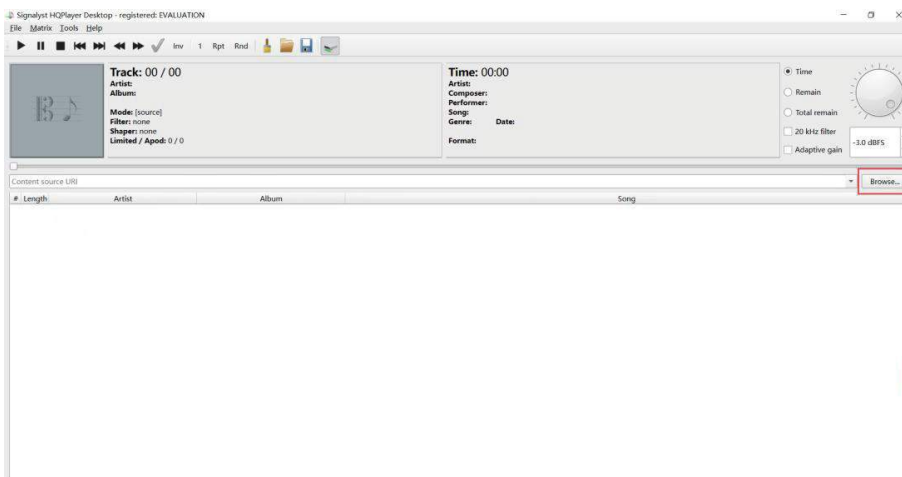 Signalyst HQPlayer Desktop - registered: EVALUATION
File Matrix Tools Help
Inv 1 Rpt Rnd
Track: 00 / 00
Artist:
Album:
Mode: [source]
Filter: none
Shaper: none
Limited / Apod: 0 / 0
Time: 00:00
Artist:
Composer:
Performer:
Song:
Genre: Date:
Format:
Time
Remain
Total remain
20 kHz filter
Adaptive gain
-3.0 dBFS
Content source URI
Browse...
# Length Artist Album Song